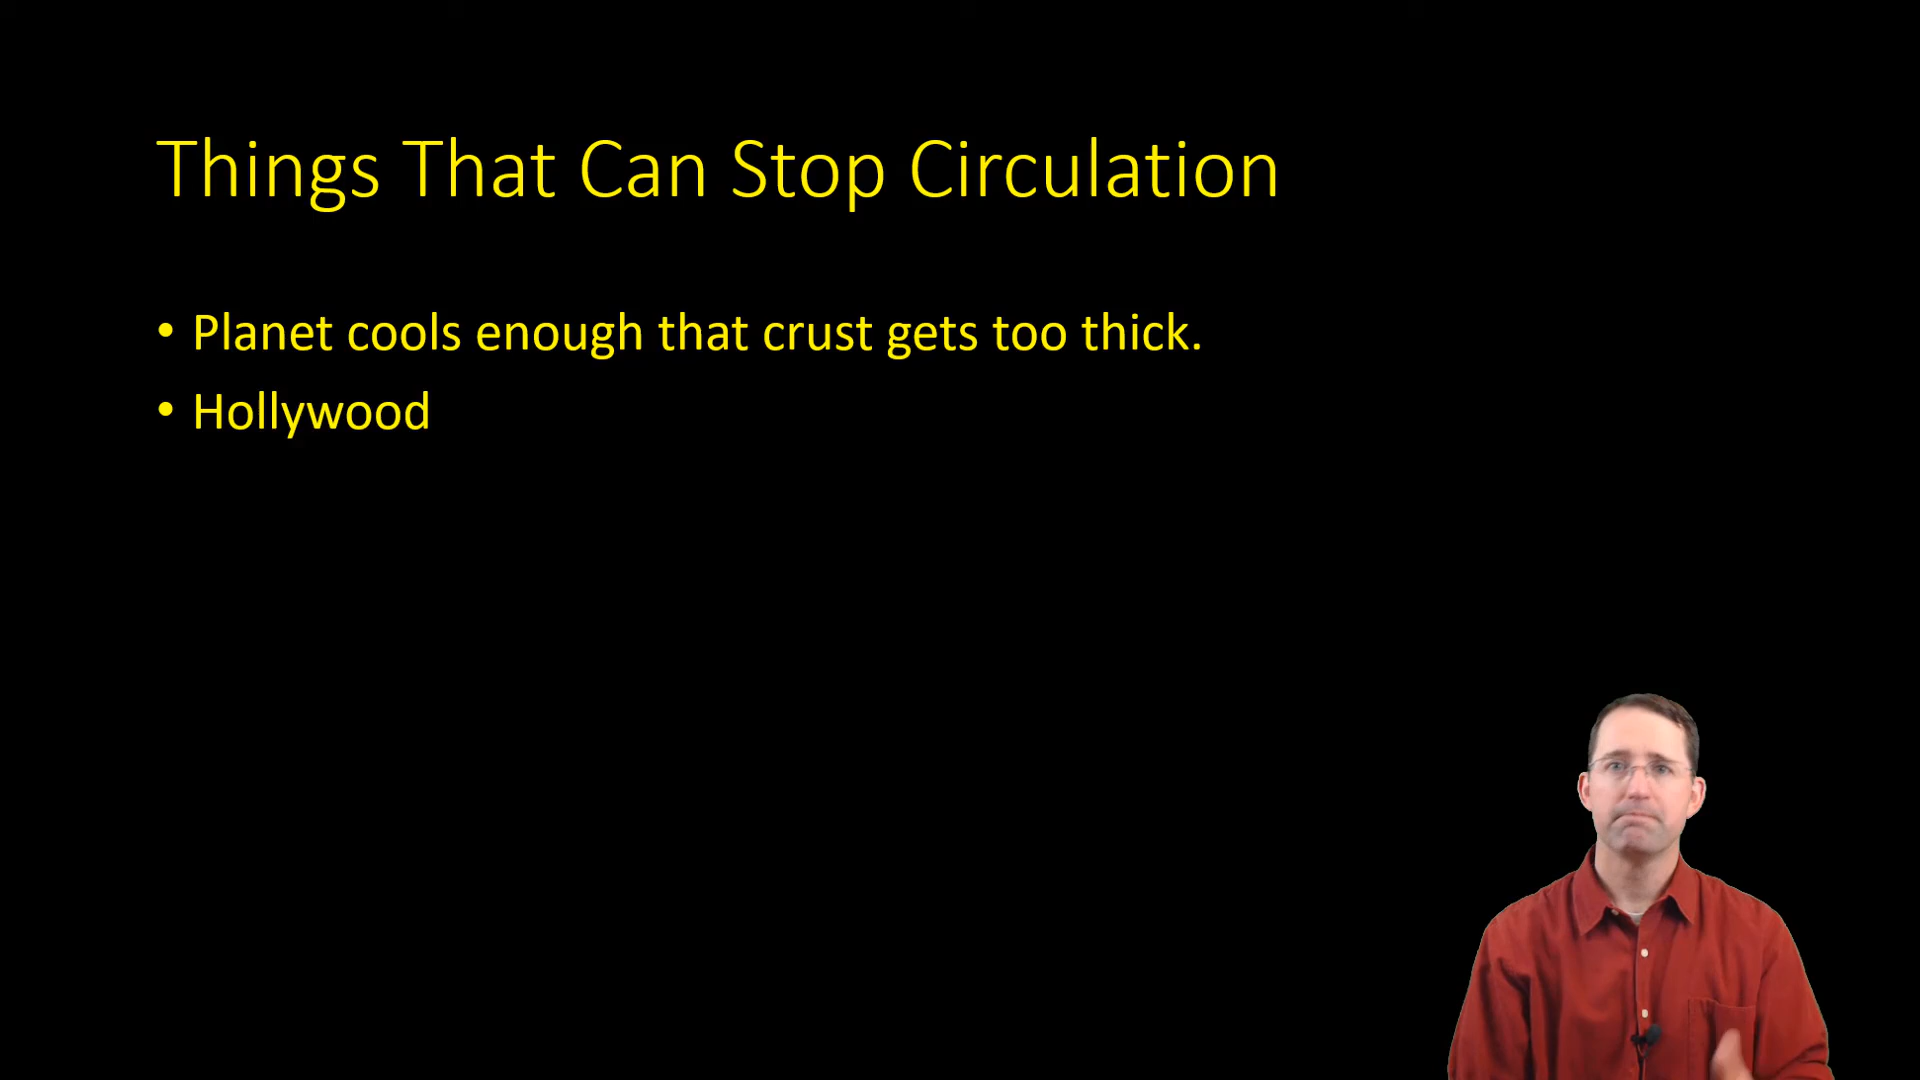 Things That Can Stop Circulation
• Planet cools enough that crust gets too thick.
• Hollywood